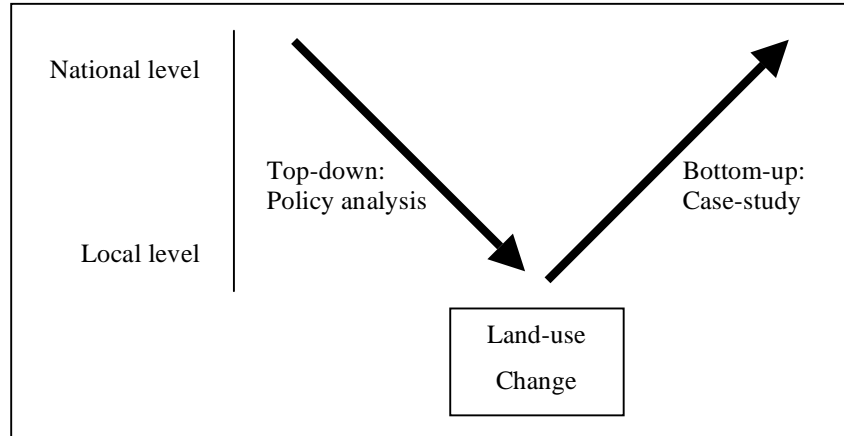 National level
Top-down:
Policy analysis
Bottom-up:
Case-study
Local level
Land-use
Change